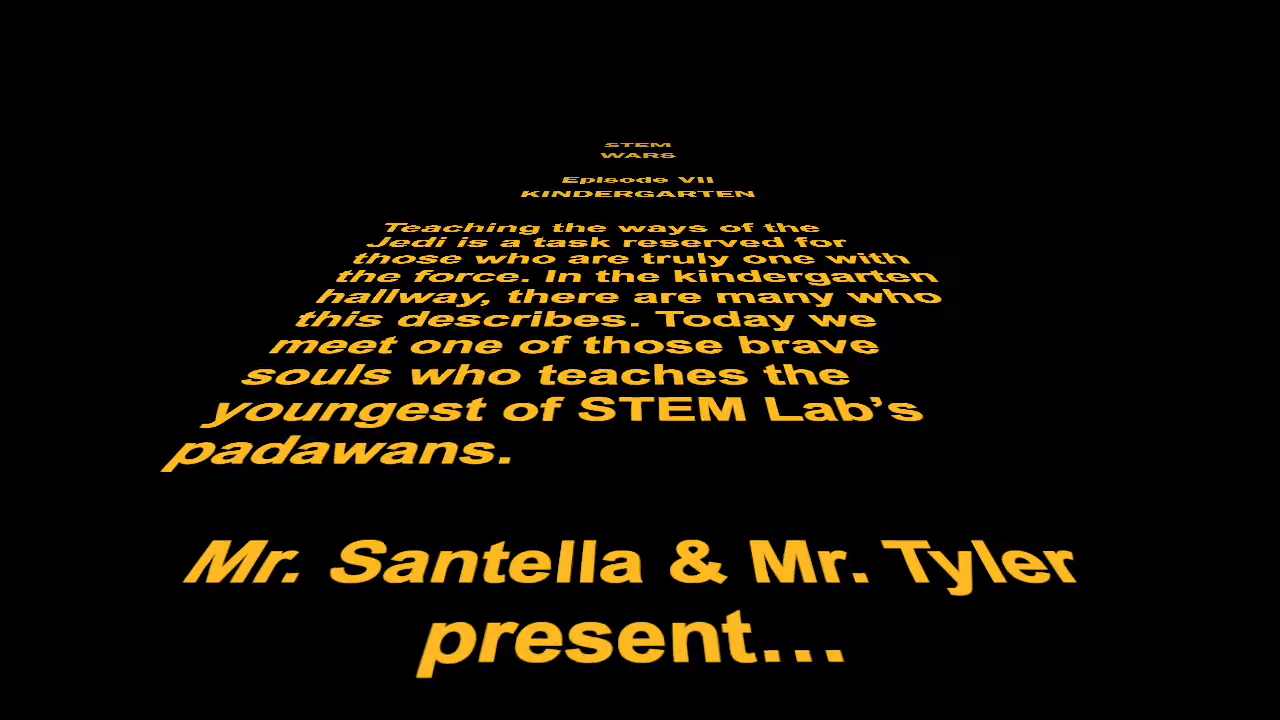 STEM
WARS
Episode VII
KINDERGARTEN
Teaching the ways of the
Jedi is a task reserved for
those who are truly one with
the force. In the kindergarten
hallway, there are many who
this describes. Today we
meet one of those brave
souls who teaches the
youngest of STEM Lab’s
padawans.
Mr. Santella & Mr. Tyler
present...